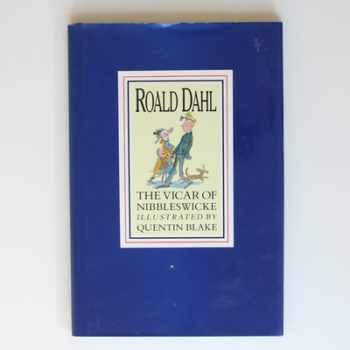 ROALD DAHL
THE VICAR OF
NIBBLESWICKE
ILLUSTRATED BY
QUENTIN BLAKE